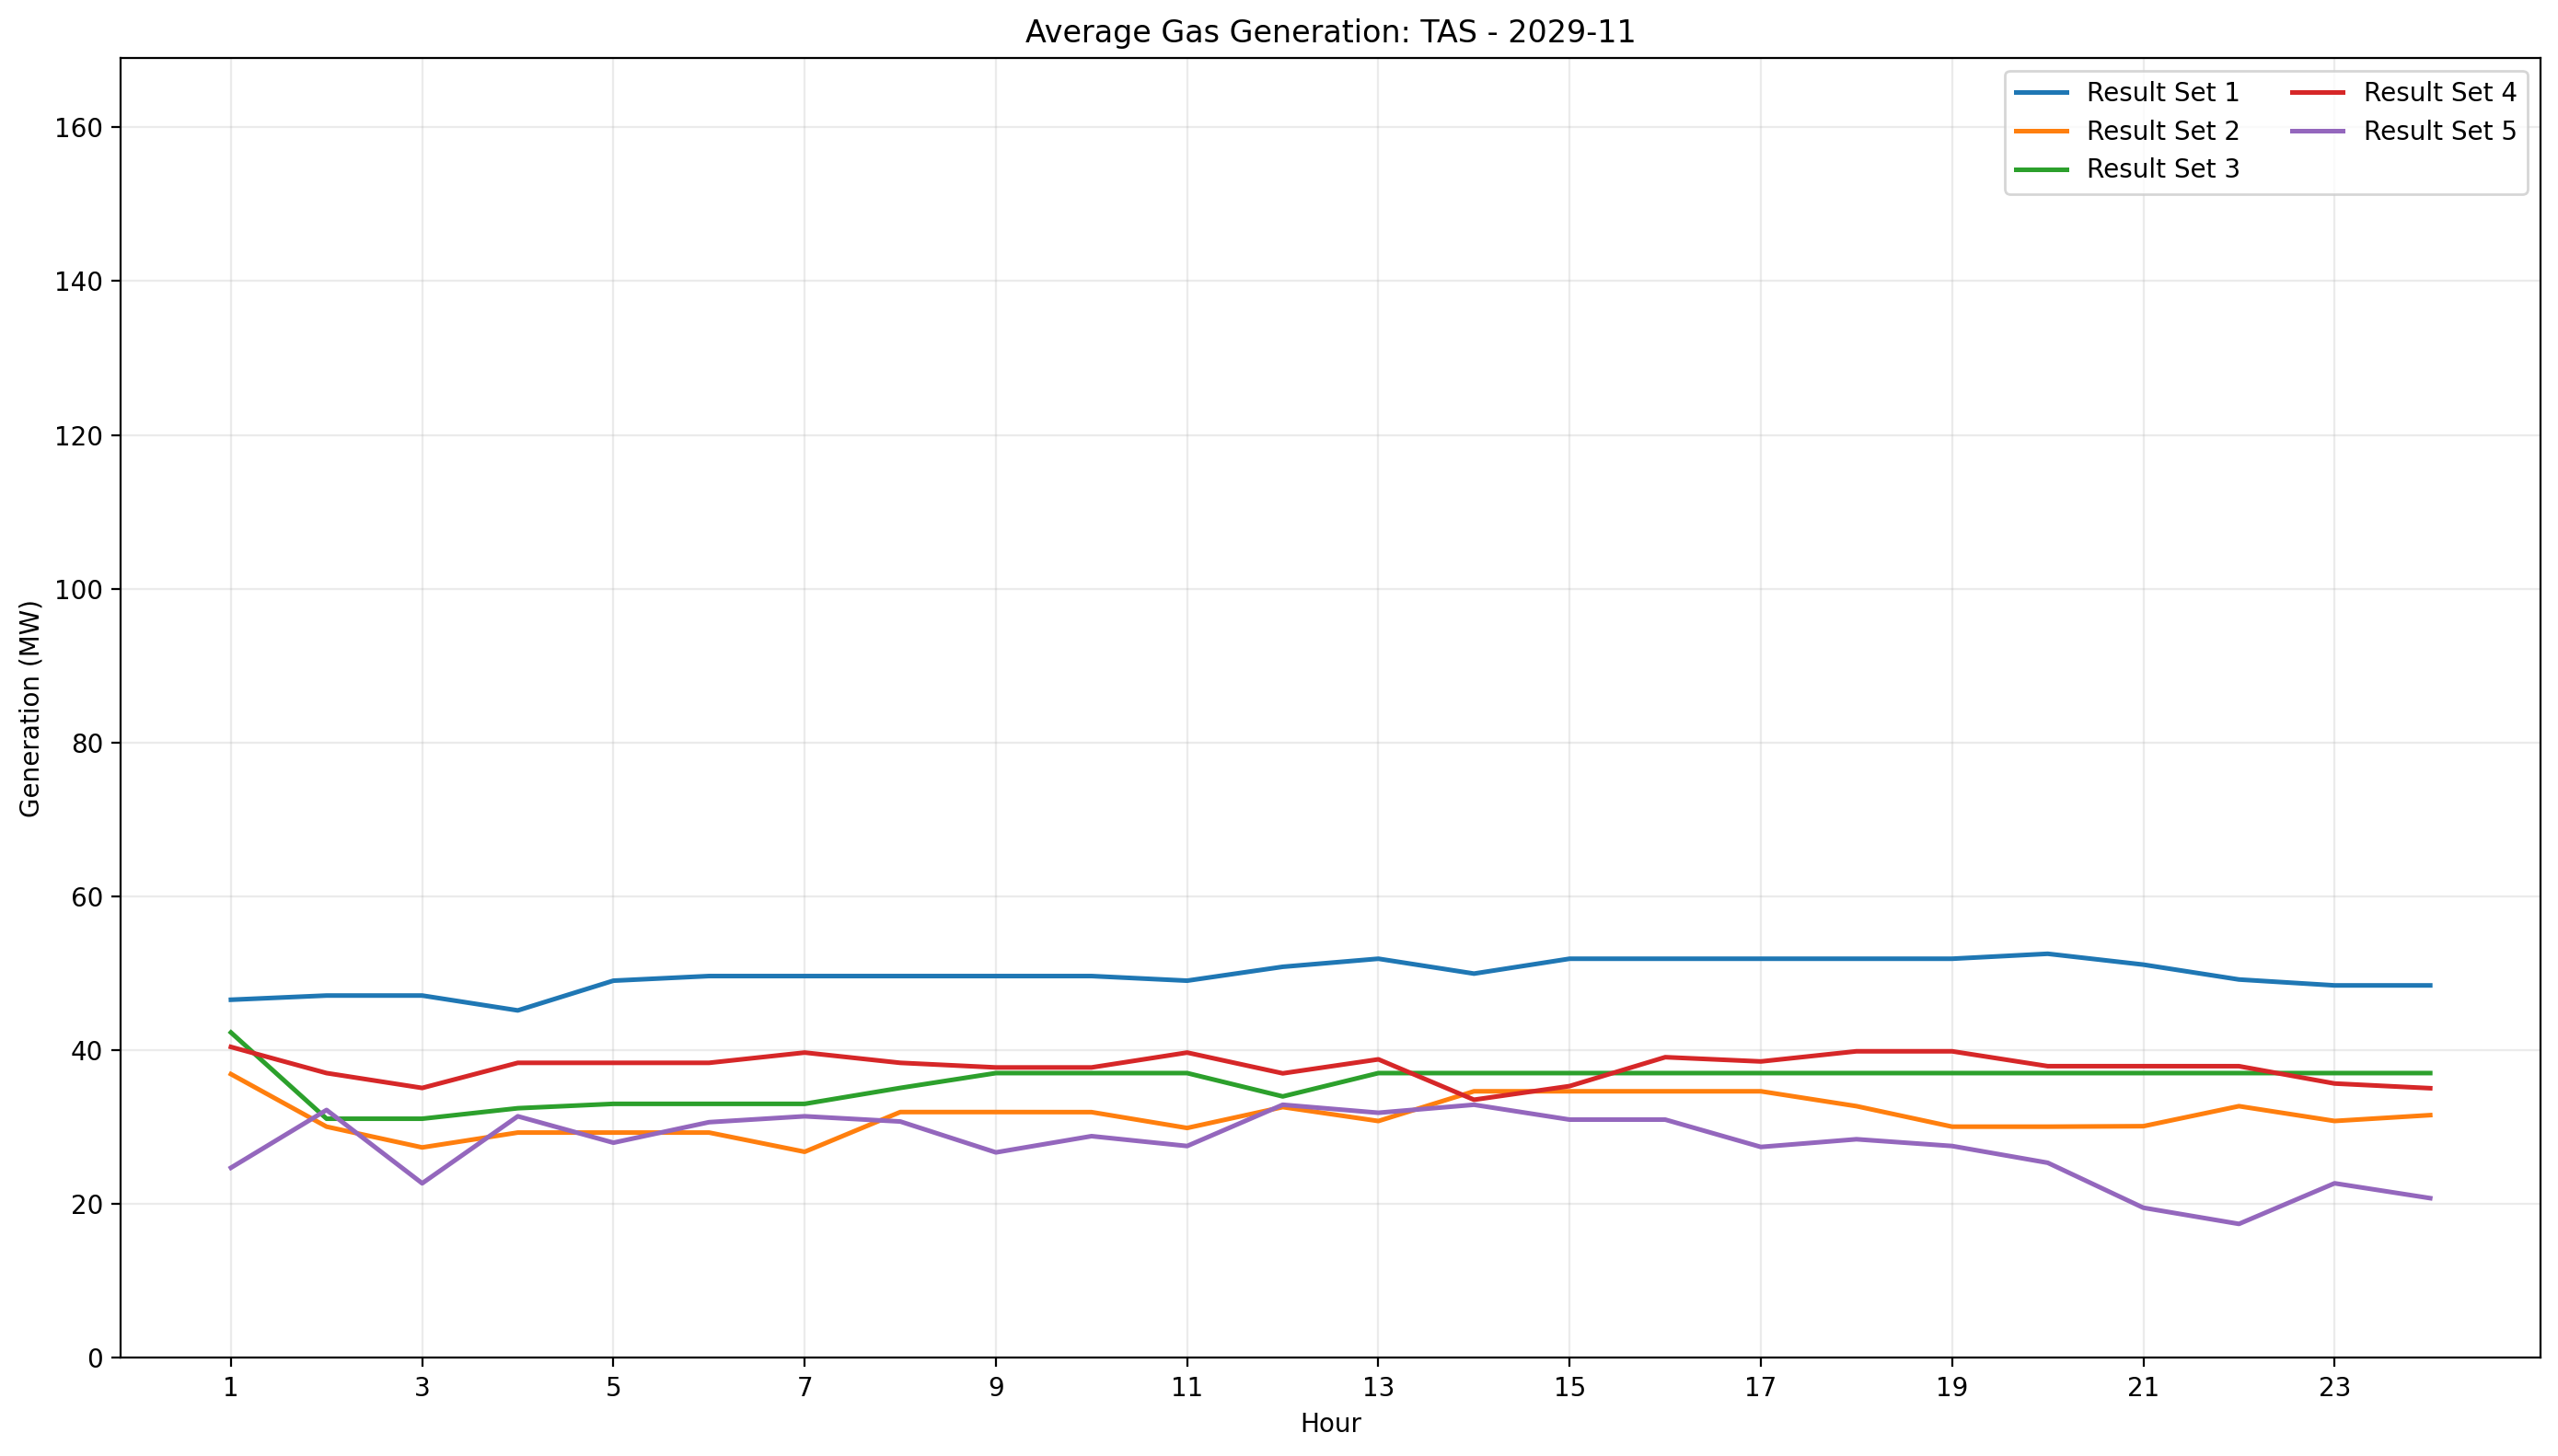 Average Gas Generation: TAS - 2029-11
Result Set 1
Result Set 2
Result Set 3
Result Set 4
Result Set 5
Generation (MW)
160
140
120
100
80
60
40
20
0
1 3 5 7 9 11 13 15 17 19 21 23
Hour